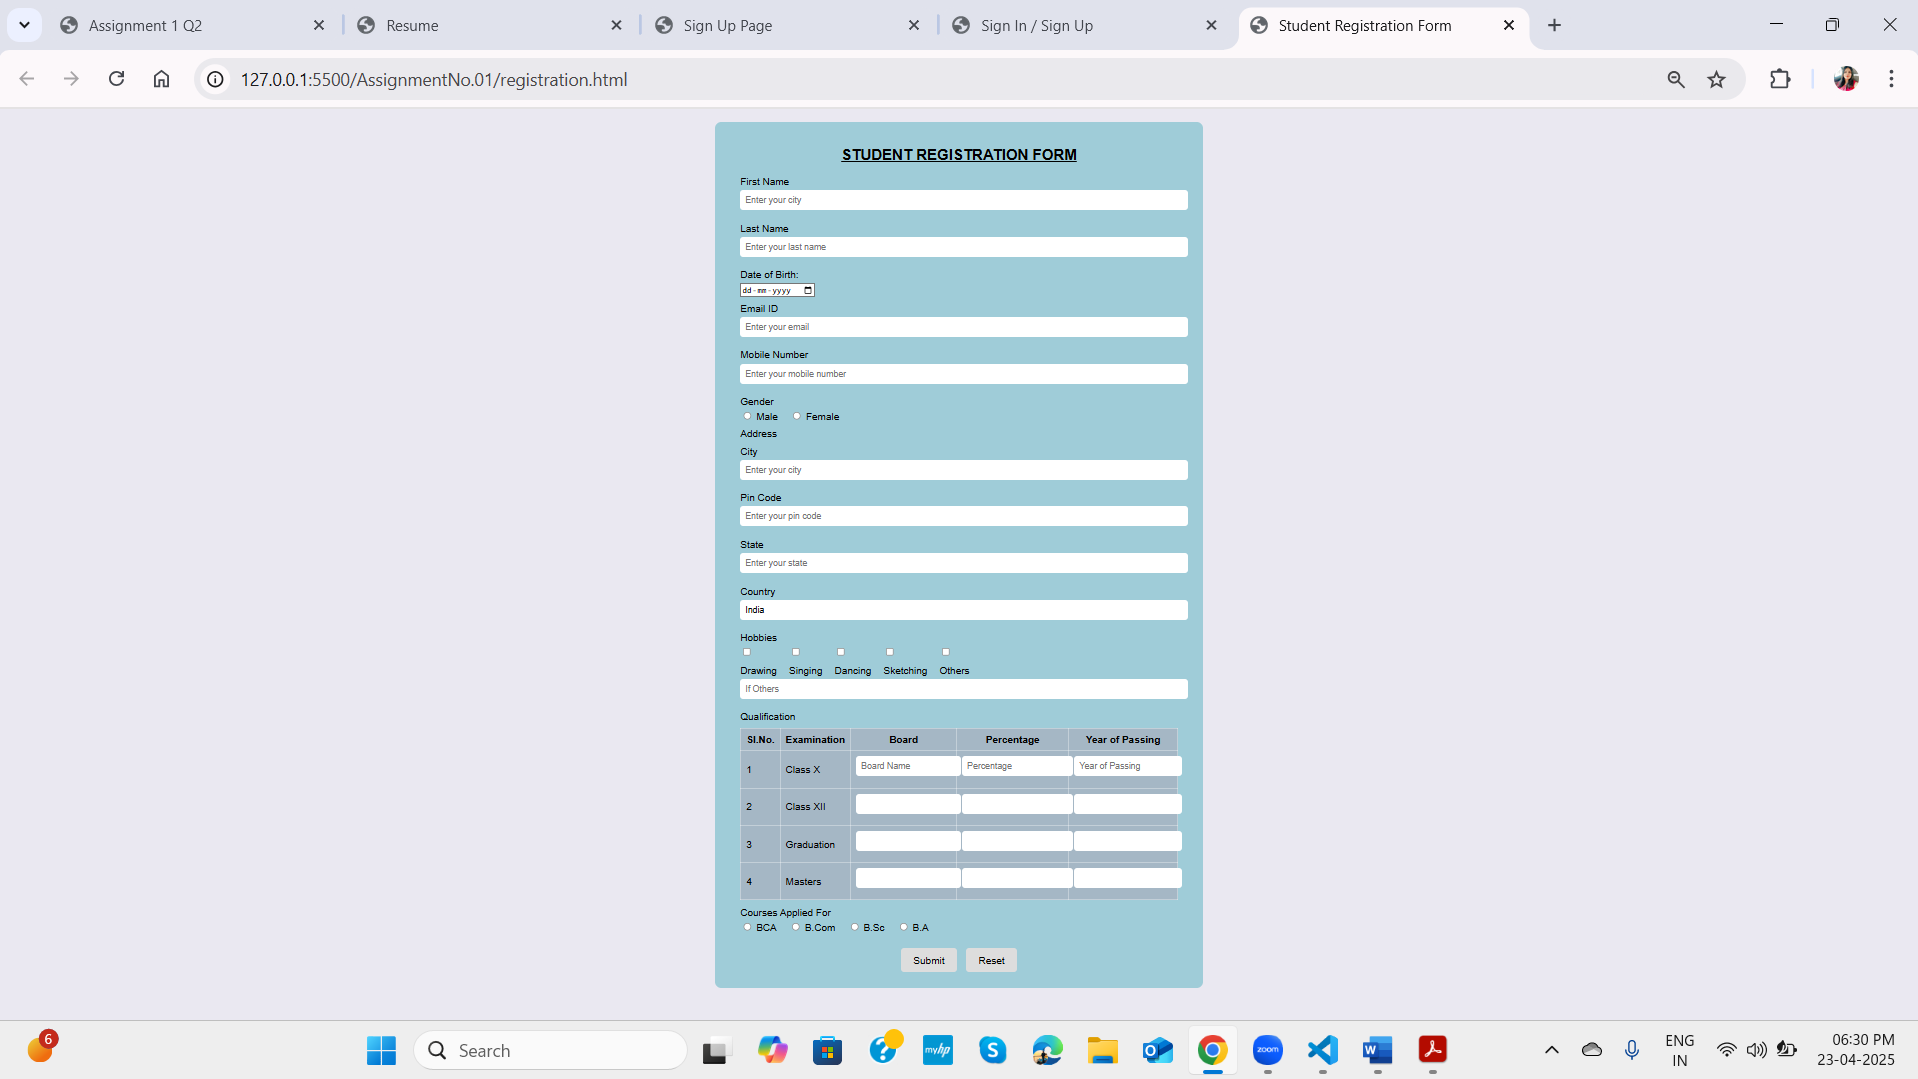 Assignment 1 Q2
Resume
Sign Up Page
Sign In / Sign Up
Student Registration Form
127.0.0.1:5500/AssignmentNo.01/registration.html
STUDENT REGISTRATION FORM
First Name
Enter your city
Last Name
Enter your last name
Date of Birth:
dd-mm-yyyy
Email ID
Enter your email
Mobile Number
Enter your mobile number
Gender
Male Female
Address
City
Enter your city
Pin Code
Enter your pin code
State
Enter your state
Country
India
Hobbies
Drawing Singing Dancing Sketching Others
If Others
Qualification
Sl.No. Examination Board Percentage Year of Passing
1 Class X Board Name Percentage Year of Passing
2 Class XII
3 Graduation
4 Masters
Courses Applied For
BCA B.Com B.Sc B.A
Submit Reset
6
Search
myhp
zoom
ENG
IN
06:30 PM
23-04-2025